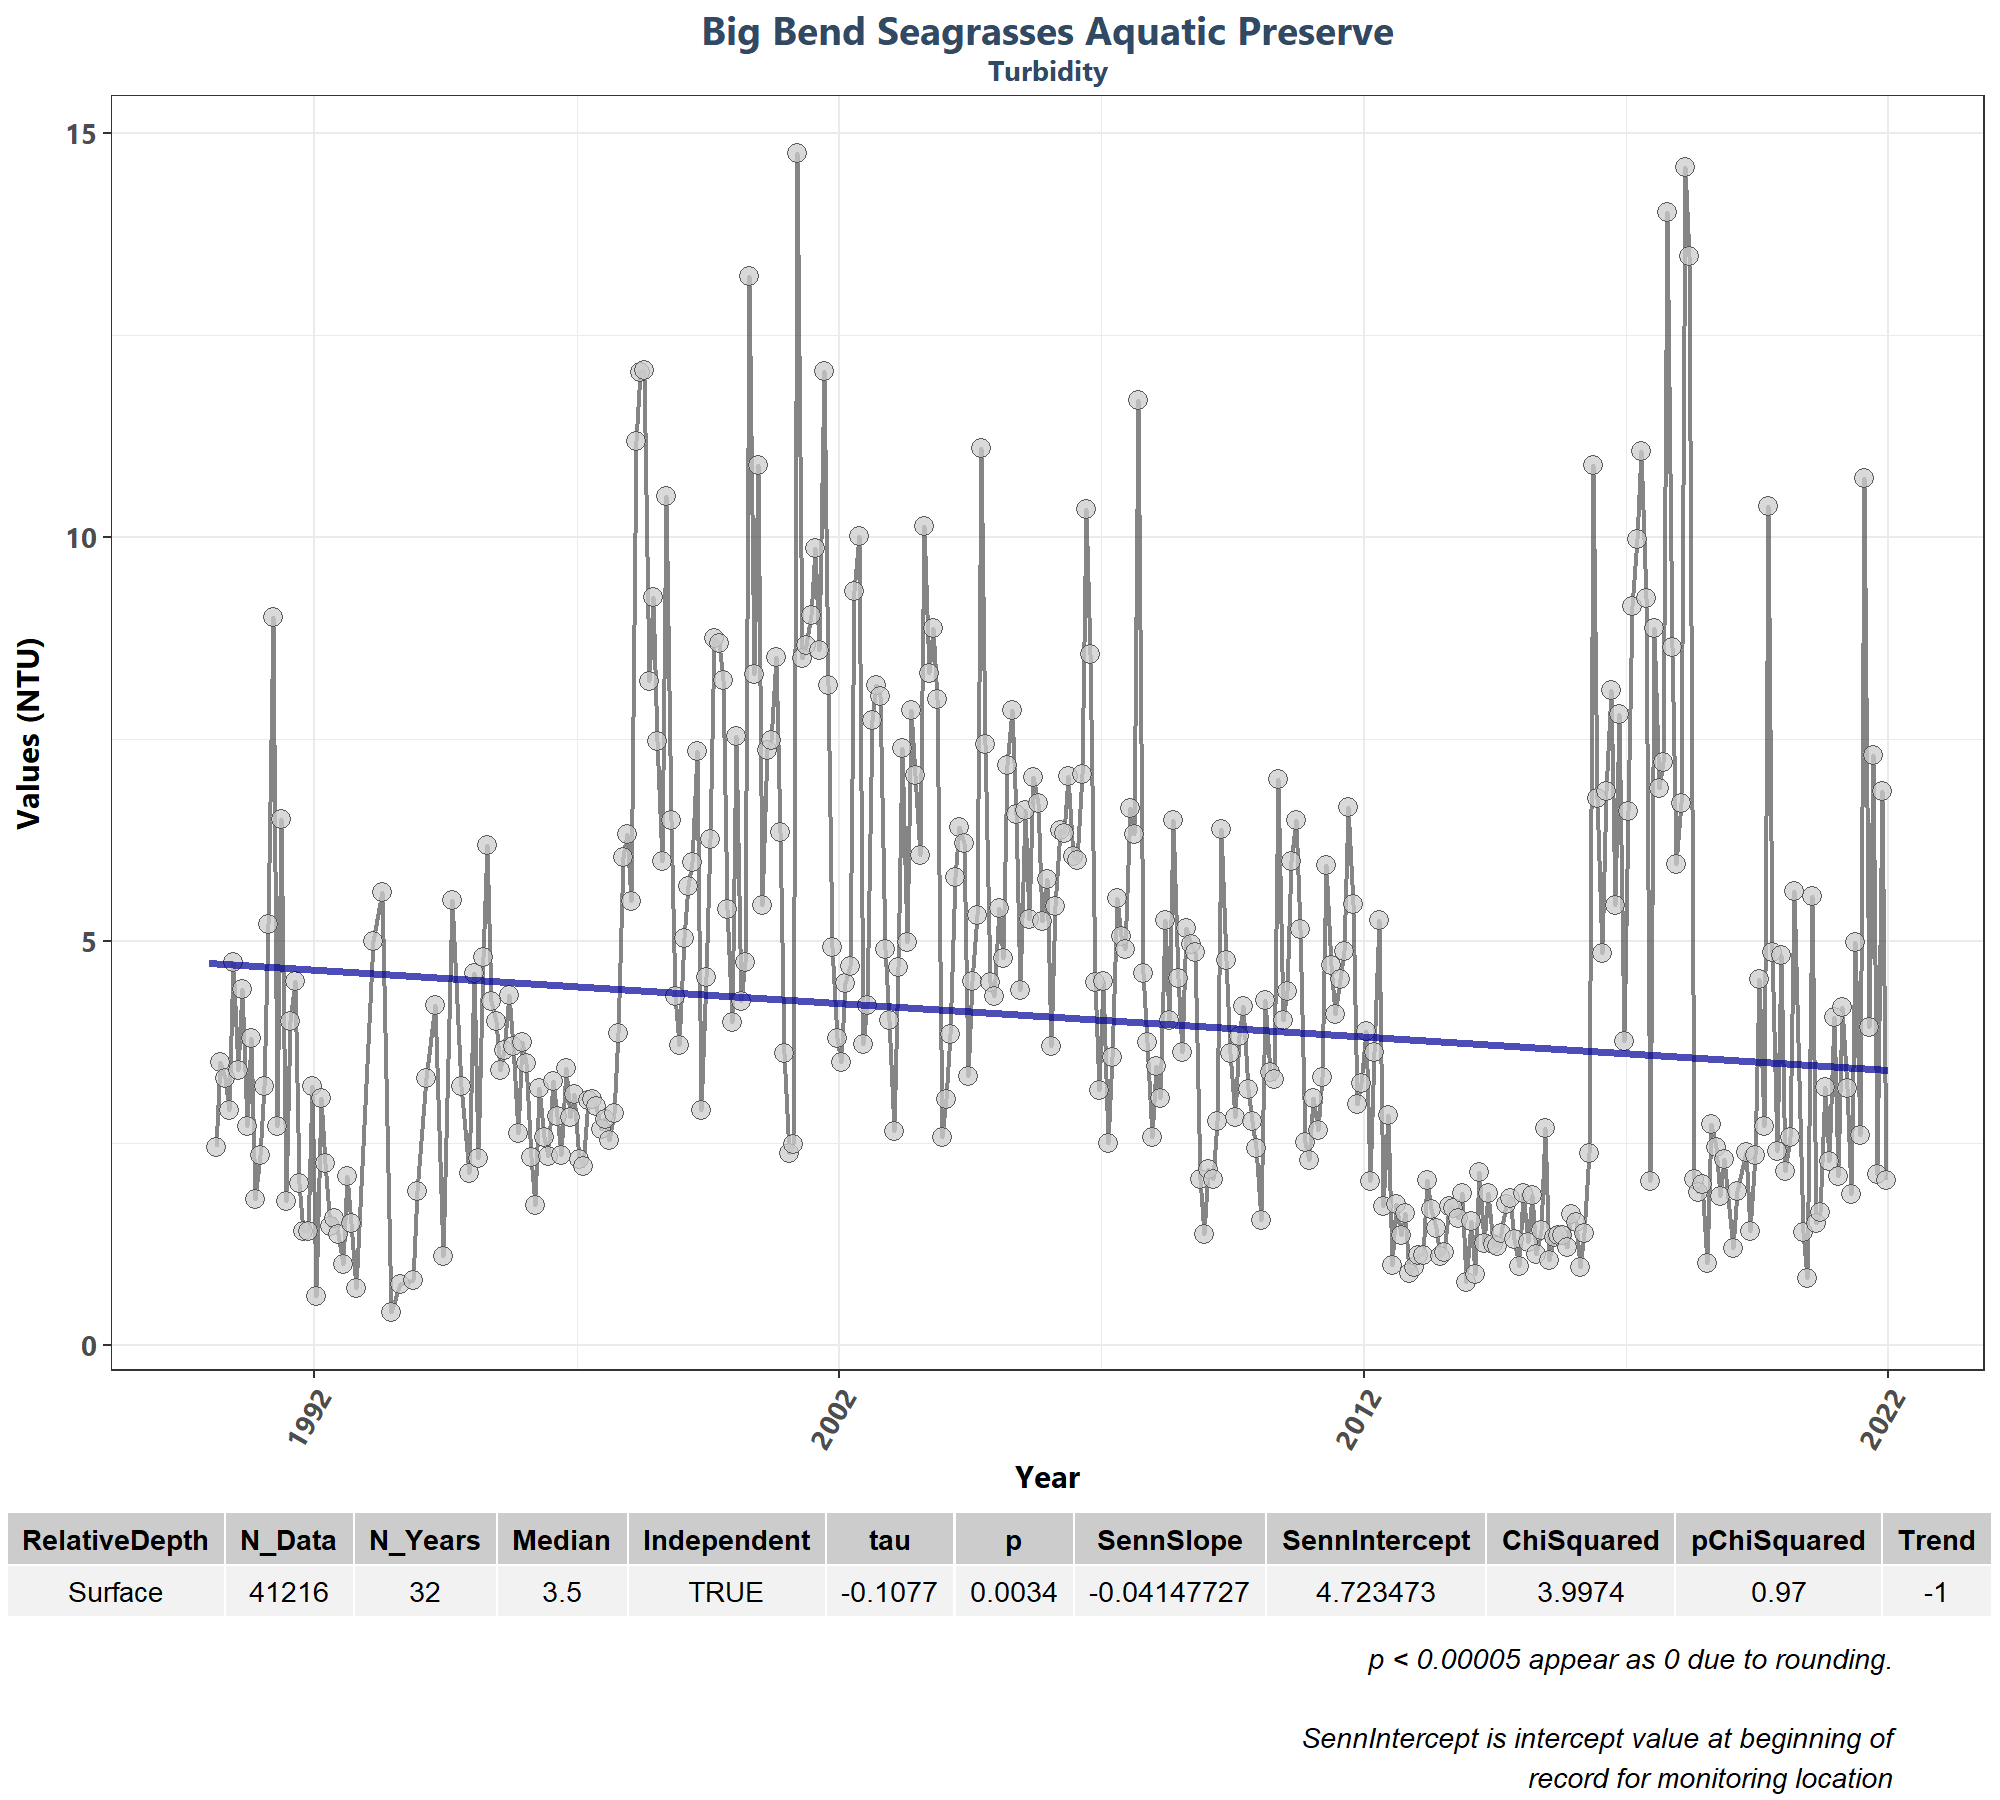 Big Bend Seagrasses Aquatic Preserve
Turbidity
15
10
5
0
Values (NTU)
1992
2002
2012
2022
Year
RelativeDepth N_Data N_Years Median Independent tau p SennSlope SennIntercept ChiSquared pChiSquared Trend
Surface 41216 32 3.5 TRUE -0.1077 0.0034 -0.04147727 4.723473 3.9974 0.97 -1
p < 0.00005 appear as 0 due to rounding.
SennIntercept is intercept value at beginning of
record for monitoring location